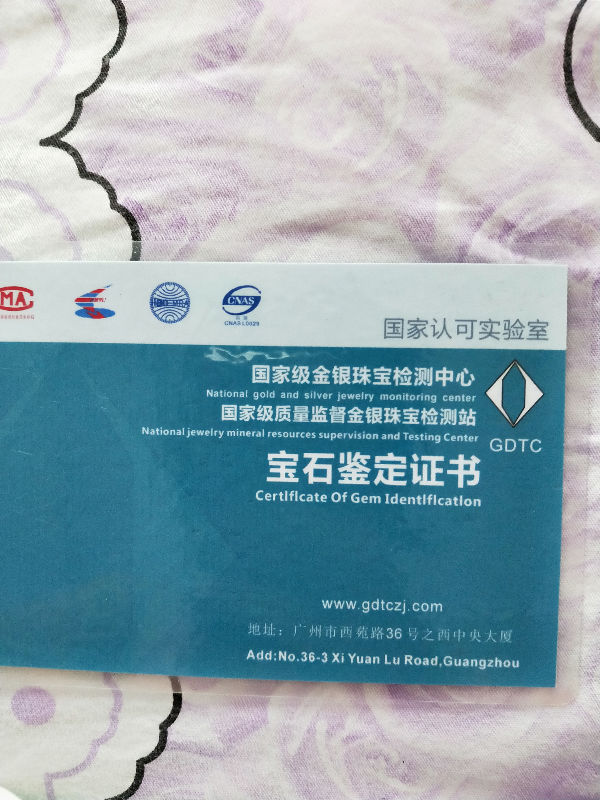 MA
CNAS
CNAS L0029
国家认可实验室
国家级金银珠宝检测中心
National gold and silver jewelry monitoring center
国家级质量监督金银珠宝检测站
National jewelry mineral resources supervision and Testing Center
GDTC
宝石鉴定证书
Certificate Of Gem Identification
www.gdtczj.com
地址：广州市西苑路36号之西中央大厦
Add:No.36-3 Xi Yuan Lu Road,Guangzhou